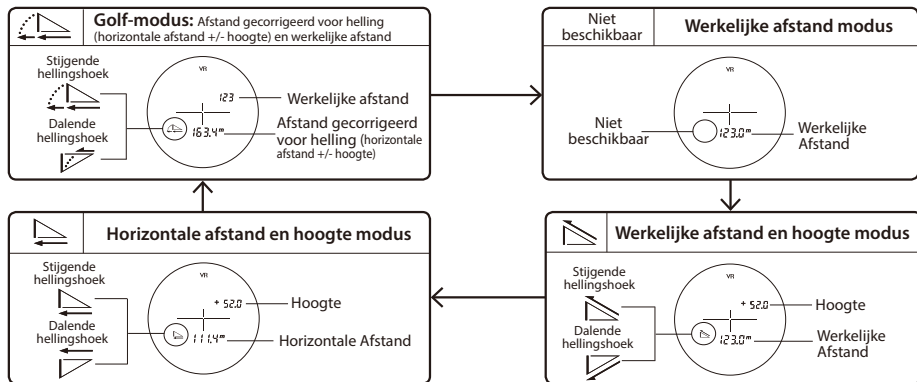 Golf-modus: Afstand gecorrigeerd voor helling
(horizontale afstand +/- hoogte) en werkelijke afstand
Stijgende
hellingshoek
Dalende
hellingshoek
VR
123
163.4m
Werkelijke afstand
Afstand gecorrigeerd
voor helling (horizontale
afstand +/- hoogte)
Niet
beschikbaar
Werkelijke afstand modus
VR
Niet
beschikbaar
123.0m
Werkelijke
Afstand
Horizontale afstand en hoogte modus
Stijgende
hellingshoek
Dalende
hellingshoek
VR
+ 52.0
111.4m
Hoogte
Horizontale Afstand
Werkelijke afstand en hoogte modus
Stijgende
hellingshoek
Dalende
hellingshoek
VR
+ 52.0
123.0m
Hoogte
Werkelijke
Afstand